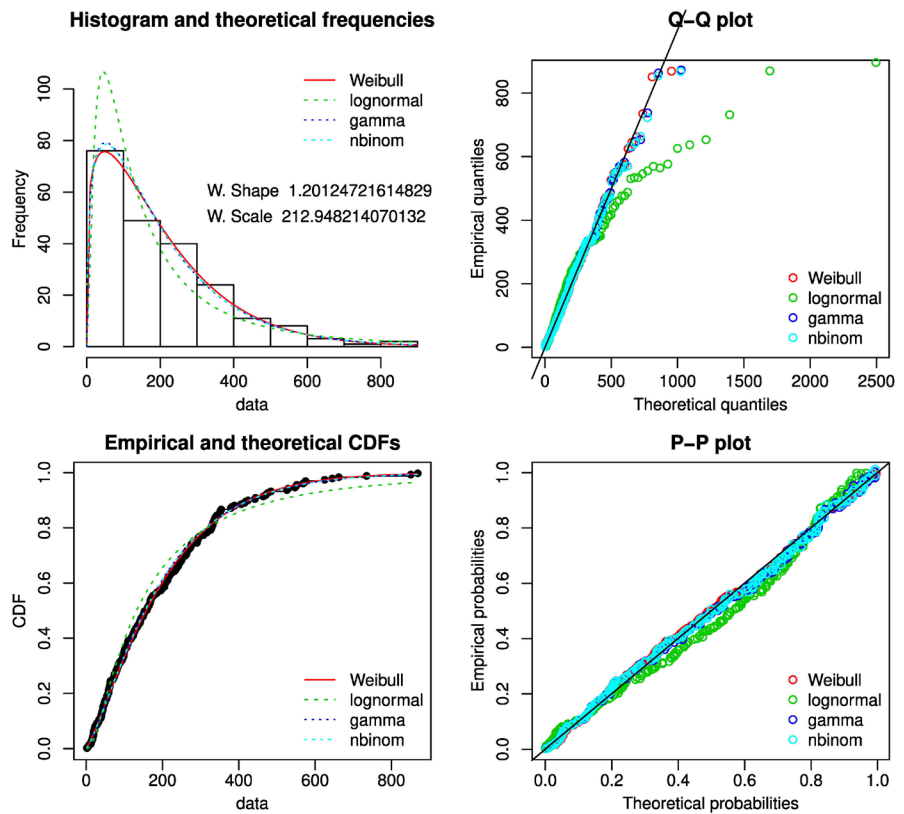 Histogram and theoretical frequencies
Weibull
lognormal
gamma
nbinom
W. Shape 1.20124721614829
W. Scale 212.948214070132
Frequency
0
20
40
60
80
100
0
200
400
600
800
data
Q−Q plot
Empirical quantiles
0
200
400
600
800
Weibull
lognormal
gamma
nbinom
0
500
1000
1500
2000
2500
Theoretical quantiles
Empirical and theoretical CDFs
CDF
0.0
0.2
0.4
0.6
0.8
1.0
Weibull
lognormal
gamma
nbinom
0
200
400
600
800
data
P−P plot
Empirical probabilities
0.0
0.2
0.4
0.6
0.8
1.0
Weibull
lognormal
gamma
nbinom
0.0
0.2
0.4
0.6
0.8
1.0
Theoretical probabilities